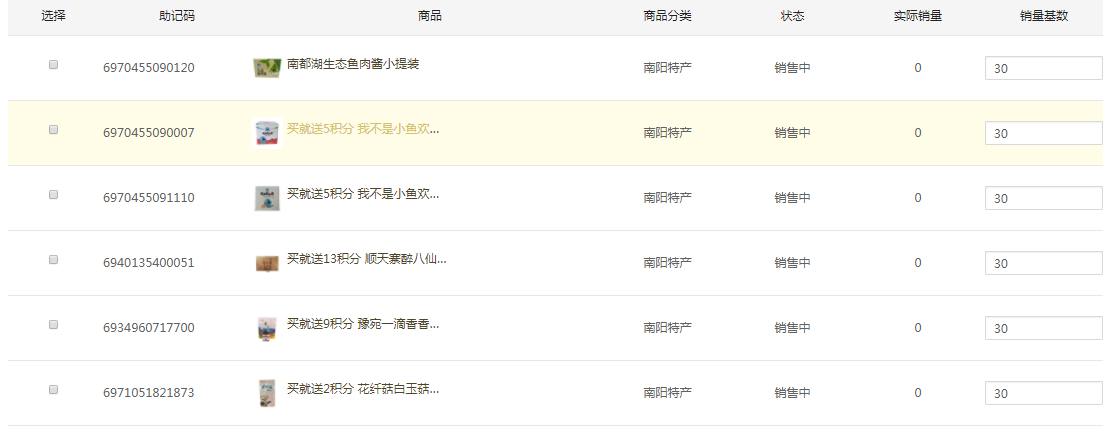 选择 助记码 商品 商品分类 状态 实际销量 销量基数
6970455090120 南都湖生态鱼肉酱小提装 南阳特产 销售中 0 30
6970455090007 买就送5积分 我不是小鱼欢... 南阳特产 销售中 0 30
6970455091110 买就送5积分 我不是小鱼欢... 南阳特产 销售中 0 30
6940135400051 买就送13积分 顺天寨醉八仙... 南阳特产 销售中 0 30
6934960717700 买就送9积分 豫宛一滴香香... 南阳特产 销售中 0 30
6971051821873 买就送2积分 花纤菇白玉菇... 南阳特产 销售中 0 30